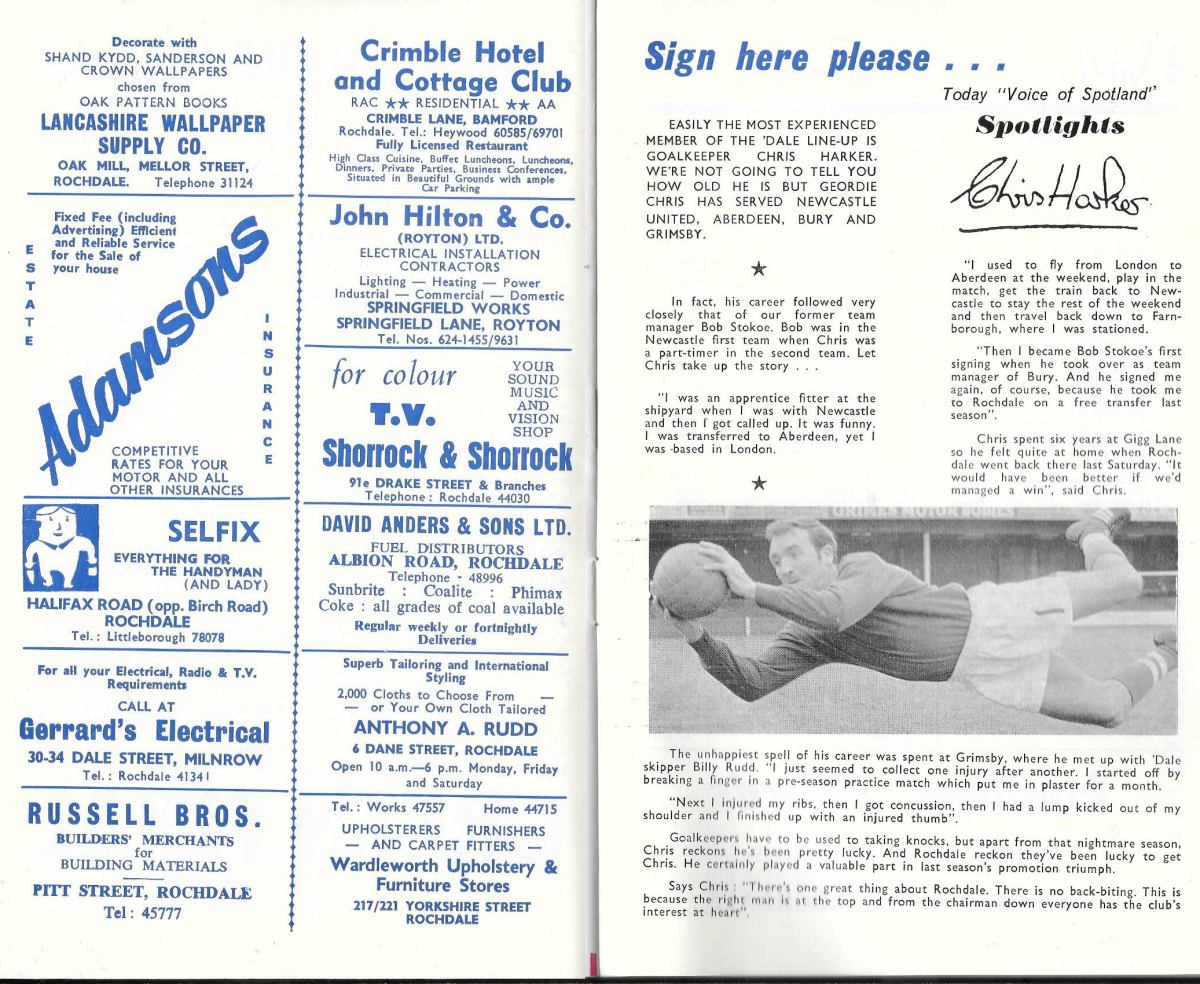 Decorate with
SHAND KYDD, SANDERSON AND
CROWN WALLPAPERS
chosen from
OAK PATTERN BOOKS
LANCASHIRE WALLPAPER
SUPPLY CO.
OAK MILL, MELLOR STREET,
ROCHDALE. Telephone 31124
Fixed Fee (including
Advertising) Efficient
and Reliable Service
for the Sale of
your house
ESTATE
Adamsons
INSURANCE
COMPETITIVE
RATES FOR YOUR
MOTOR AND ALL
OTHER INSURANCES
SELFIX
EVERYTHING FOR
THE HANDYMAN
(AND LADY)
HALIFAX ROAD (opp. Birch Road)
ROCHDALE
Tel.: Littleborough 78078
For all your Electrical, Radio & T.V.
Requirements
CALL AT
Gerrard's Electrical
30-34 DALE STREET, MILNROW
Tel.: Rochdale 41341
RUSSELL BROS.
BUILDERS' MERCHANTS
for
BUILDING MATERIALS
PITT STREET, ROCHDALE
Tel: 45777
Crimble Hotel
and Cottage Club
RAC ★★ RESIDENTIAL ★★ AA
CRIMBLE LANE, BAMFORD
Rochdale. Tel.: Heywood 60585/69701
Fully Licensed Restaurant
High Class Cuisine, Buffet Luncheons, Luncheons,
Dinners, Private Parties, Business Conferences,
Situated in Beautiful Grounds with ample
Car Parking
John Hilton & Co.
(ROYTON) LTD.
ELECTRICAL INSTALLATION
CONTRACTORS
Lighting — Heating — Power
Industrial — Commercial — Domestic
SPRINGFIELD WORKS
SPRINGFIELD LANE, ROYTON
Tel. Nos. 624-1455/9631
for colour
T.V.
YOUR
SOUND
MUSIC
AND
VISION
SHOP
Shorrock & Shorrock
91e DRAKE STREET & Branches
Telephone: Rochdale 44030
DAVID ANDERS & SONS LTD.
FUEL DISTRIBUTORS
ALBION ROAD, ROCHDALE
Telephone - 48996
Sunbrite : Coalite : Phimax
Coke : all grades of coal available
Regular weekly or fortnightly
Deliveries
Superb Tailoring and International
Styling
2,000 Cloths to Choose From —
— or Your Own Cloth Tailored
ANTHONY A. RUDD
6 DANE STREET, ROCHDALE
Open 10 a.m.—6 p.m. Monday, Friday
and Saturday
Tel.: Works 47557 Home 44715
UPHOLSTERERS FURNISHERS
— AND CARPET FITTERS —
Wardleworth Upholstery &
Furniture Stores
217/221 YORKSHIRE STREET
ROCHDALE
Sign here please . . .
Today "Voice of Spotland"
Spotlights
Chris Harker
EASILY THE MOST EXPERIENCED
MEMBER OF THE 'DALE LINE-UP IS
GOALKEEPER CHRIS HARKER.
WE'RE NOT GOING TO TELL YOU
HOW OLD HE IS BUT GEORDIE
CHRIS HAS SERVED NEWCASTLE
UNITED, ABERDEEN, BURY AND
GRIMSBY.
★
In fact, his career followed very
closely that of our former team
manager Bob Stokoe. Bob was in the
Newcastle first team when Chris was
a part-timer in the second team. Let
Chris take up the story . . .
"I was an apprentice fitter at the
shipyard when I was with Newcastle
and then I got called up. It was funny.
I was transferred to Aberdeen, yet I
was -based in London.
★
"I used to fly from London to
Aberdeen at the weekend, play in the
match, get the train back to New-
castle to stay the rest of the weekend
and then travel back down to Farn-
borough, where I was stationed.
"Then I became Bob Stokoe's first
signing when he took over as team
manager of Bury. And he signed me
again, of course, because he took me
to Rochdale on a free transfer last
season".
Chris spent six years at Gigg Lane
so he felt quite at home when Roch-
dale went back there last Saturday. "It
would have been better if we'd
managed a win", said Chris.
The unhappiest spell of his career was spent at Grimsby, where he met up with 'Dale
skipper Billy Rudd. "I just seemed to collect one injury after another. I started off by
breaking a finger in a pre-season practice match which put me in plaster for a month.
"Next I injured my ribs, then I got concussion, then I had a lump kicked out of my
shoulder and I finished up with an injured thumb".
Goalkeepers have to be used to taking knocks, but apart from that nightmare season,
Chris reckons he's been pretty lucky. And Rochdale reckon they've been lucky to get
Chris. He certainly played a valuable part in last season's promotion triumph.
Says Chris: "There's one great thing about Rochdale. There is no back-biting. This is
because the right man is at the top and from the chairman down everyone has the club's
interest at heart".